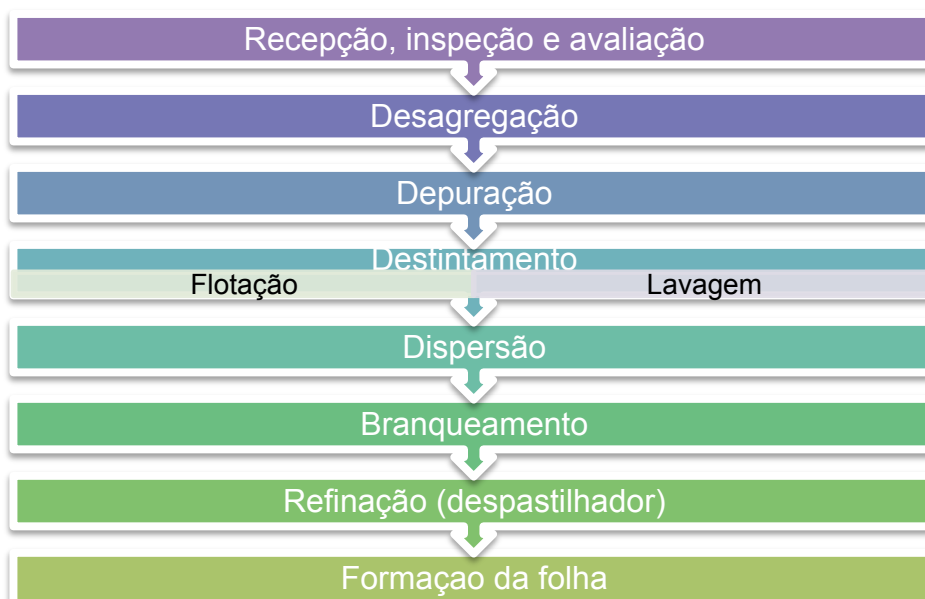 Recepção, inspeção e avaliação
Desagregação
Depuração
Destintamento
Flotação Lavagem
Dispersão
Branqueamento
Refinação (despastilhador)
Formaçao da folha